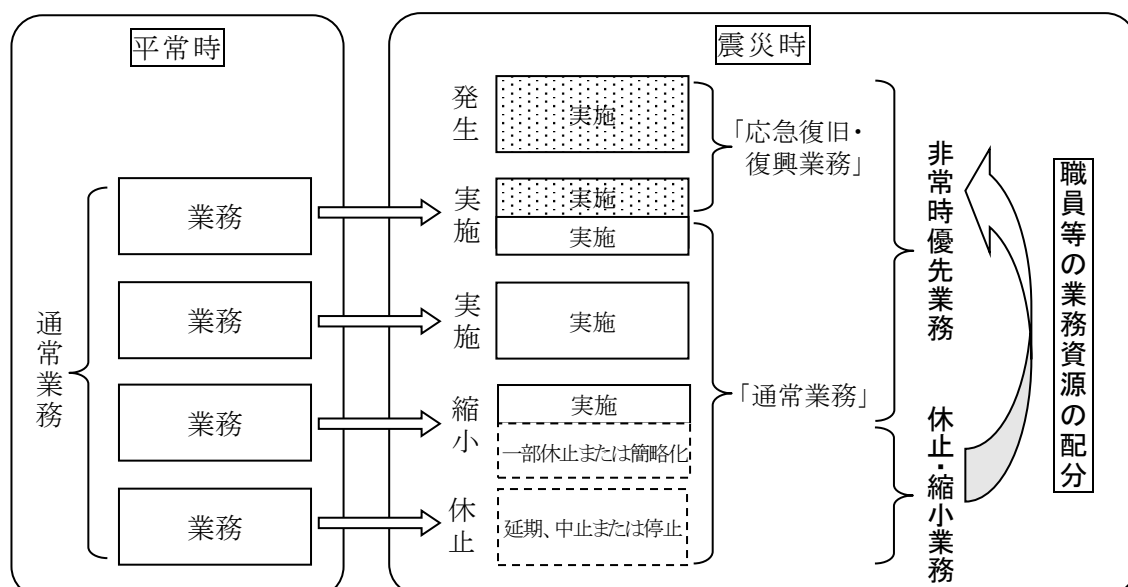 平常時
通常業務
業務
業務
業務
業務
震災時
発生
実施
実施
実施
実施
実施
実施
縮小
実施
一部休止または簡略化
休止
延期、中止または停止
「応急復旧・
復興業務」
「通常業務」
非常時優先業務
休止・縮小業務
職員等の業務資源の配分